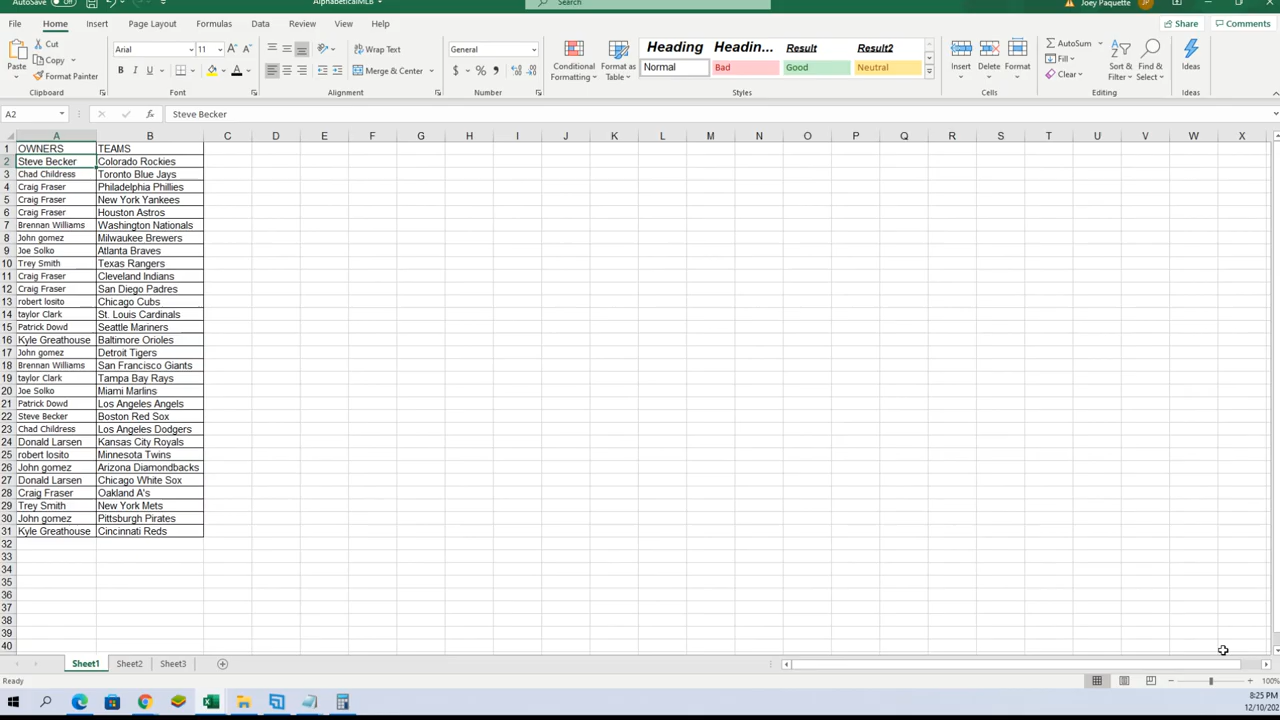 AutoSave Off AlphabeticalMLB Search Joey Paquette JP
File Home Insert Page Layout Formulas Data Review View Help Share Comments
Paste Cut Copy Format Painter Clipboard
Arial 11 A A B I U A Font
Wrap Text Merge & Center Alignment
General $ % , Number
Conditional Formatting Format as Table
Heading Headin... Result Result2
Normal Bad Good Neutral Styles
Insert Delete Format Cells
AutoSum Fill Clear Sort & Filter Find & Select Editing
Ideas Ideas
A2 fx Steve Becker
A B C D E F G H I J K L M N O P Q R S T U V W X
1 OWNERS TEAMS
2 Steve Becker Colorado Rockies
3 Chad Childress Toronto Blue Jays
4 Craig Fraser Philadelphia Phillies
5 Craig Fraser New York Yankees
6 Craig Fraser Houston Astros
7 Brennan Williams Washington Nationals
8 John gomez Milwaukee Brewers
9 Joe Solko Atlanta Braves
10 Trey Smith Texas Rangers
11 Craig Fraser Cleveland Indians
12 Craig Fraser San Diego Padres
13 robert losito Chicago Cubs
14 taylor Clark St. Louis Cardinals
15 Patrick Dowd Seattle Mariners
16 Kyle Greathouse Baltimore Orioles
17 John gomez Detroit Tigers
18 Brennan Williams San Francisco Giants
19 taylor Clark Tampa Bay Rays
20 Joe Solko Miami Marlins
21 Patrick Dowd Los Angeles Angels
22 Steve Becker Boston Red Sox
23 Chad Childress Los Angeles Dodgers
24 Donald Larsen Kansas City Royals
25 robert losito Minnesota Twins
26 John gomez Arizona Diamondbacks
27 Donald Larsen Chicago White Sox
28 Craig Fraser Oakland A's
29 Trey Smith New York Mets
30 John gomez Pittsburgh Pirates
31 Kyle Greathouse Cincinnati Reds
32
33
34
35
36
37
38
39
40
Sheet1 Sheet2 Sheet3
Ready 100%
8:25 PM
12/10/202